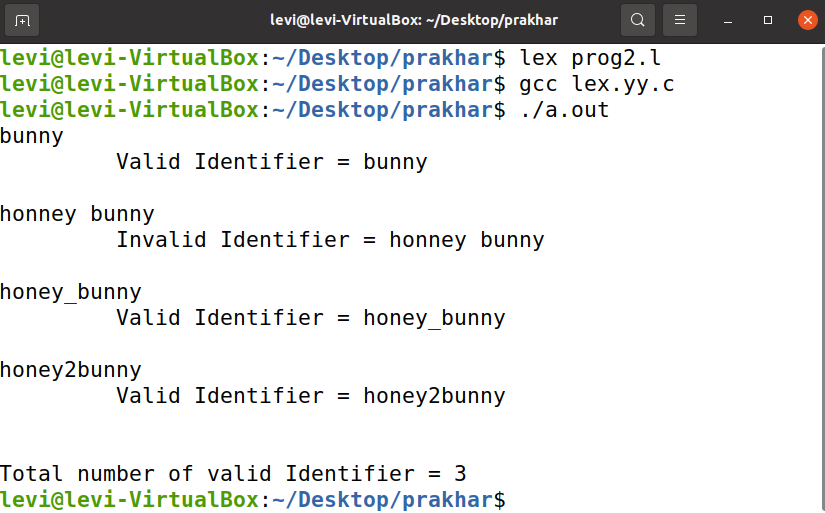 levi@levi-VirtualBox: ~/Desktop/prakhar
levi@levi-VirtualBox:~/Desktop/prakhar$ lex prog2.l
levi@levi-VirtualBox:~/Desktop/prakhar$ gcc lex.yy.c
levi@levi-VirtualBox:~/Desktop/prakhar$ ./a.out
bunny
Valid Identifier = bunny
honney bunny
Invalid Identifier = honney bunny
honey_bunny
Valid Identifier = honey_bunny
honey2bunny
Valid Identifier = honey2bunny
Total number of valid Identifier = 3
levi@levi-VirtualBox:~/Desktop/prakhar$